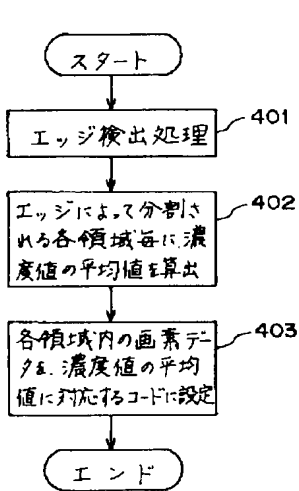 スタート
エッジ検出処理
401
エッジによって分割さ
れる各領域毎に、濃
度値の平均値を算出
402
各領域内の画素デー
タを、濃度値の平均
値に対応するコードに設定
403
エンド